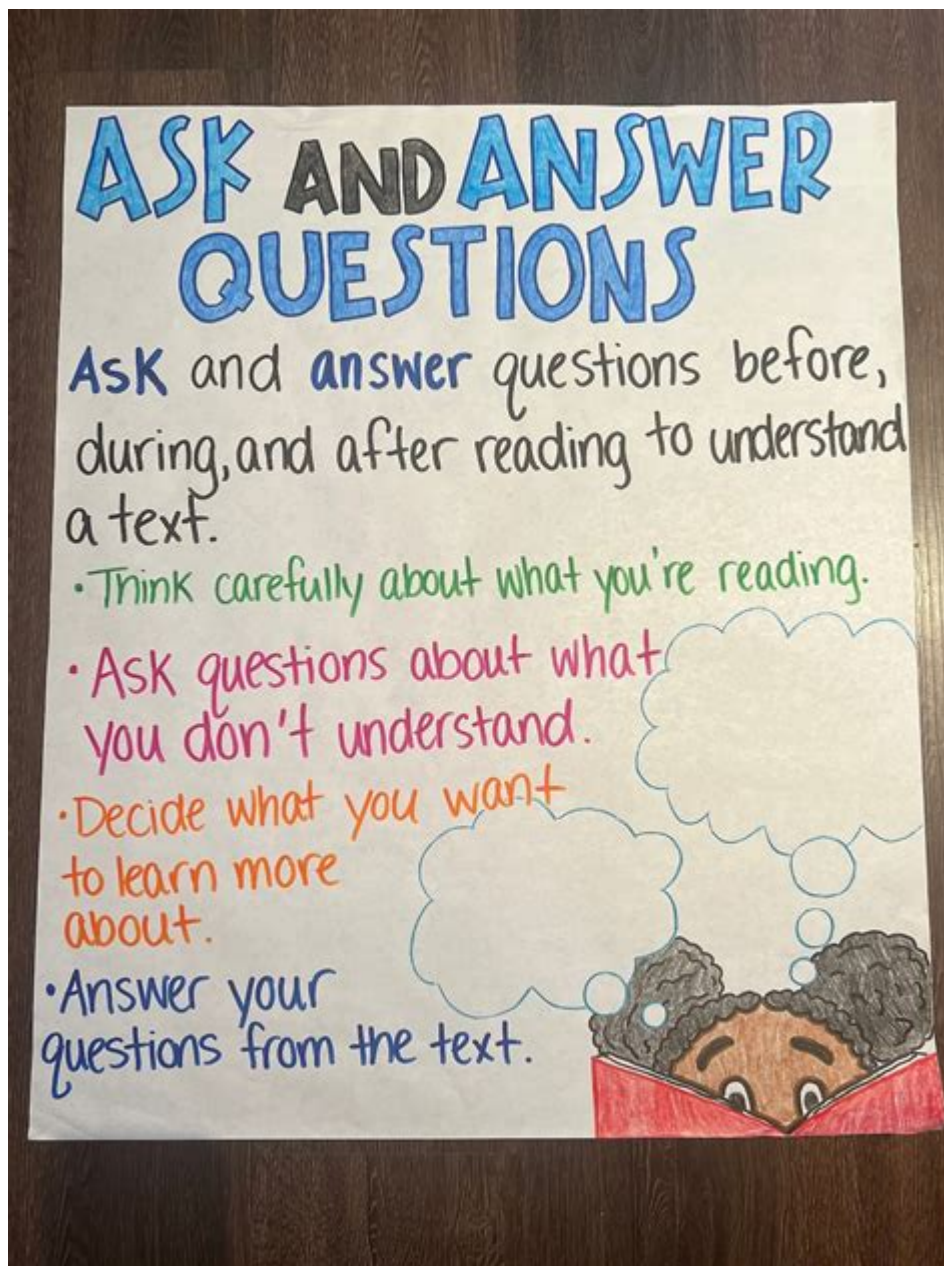 ASK AND ANSWER
QUESTIONS
Ask and answer questions before,
during, and after reading to understand
a text.
• Think carefully about what you're reading.
• Ask questions about what
you don't understand.
• Decide what you want
to learn more
about.
• Answer your
questions from the text.